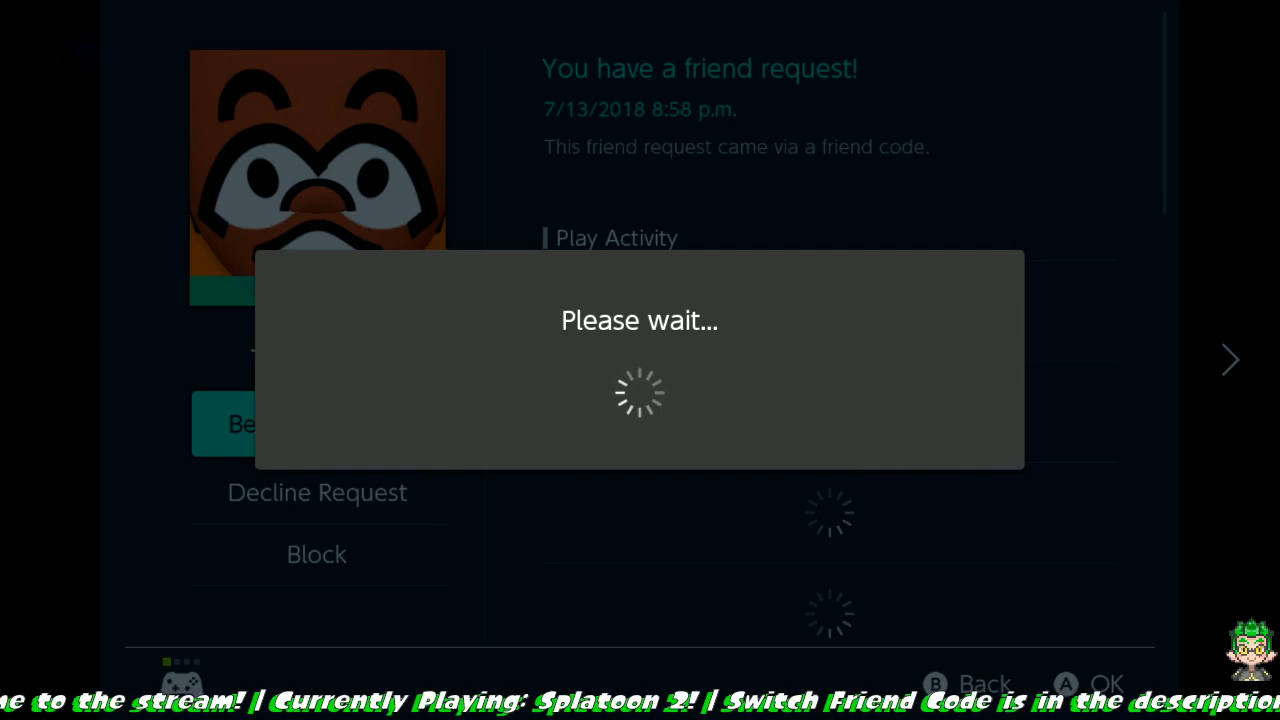 You have a friend request!
7/13/2018 8:58 p.m.
This friend request came via a friend code.
Play Activity
Please wait...
Be
Decline Request
Block
B Back A OK
me to the stream! | Currently Playing: Splatoon 2! | Switch Friend Code is in the description